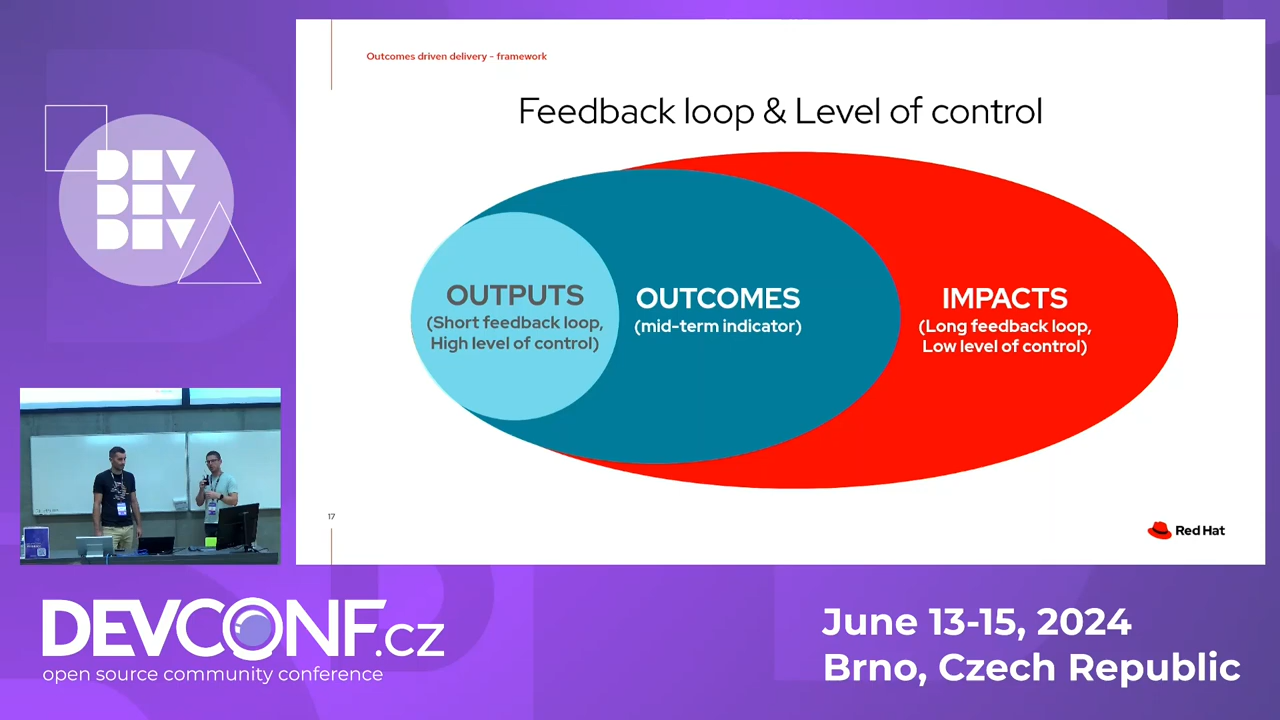 Outcomes driven delivery - framework
Feedback loop & Level of control
OUTPUTS
(Short feedback loop,
High level of control)
OUTCOMES
(mid-term indicator)
IMPACTS
(Long feedback loop,
Low level of control)
17
Red Hat
DEV
DEV
DEV
DEVCONF.cz
open source community conference
June 13-15, 2024
Brno, Czech Republic